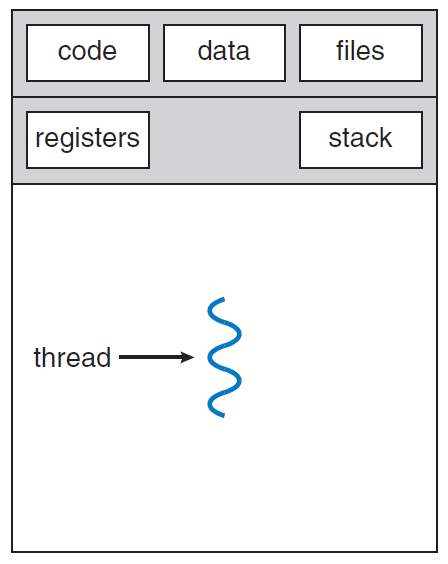 code data files
registers stack
thread